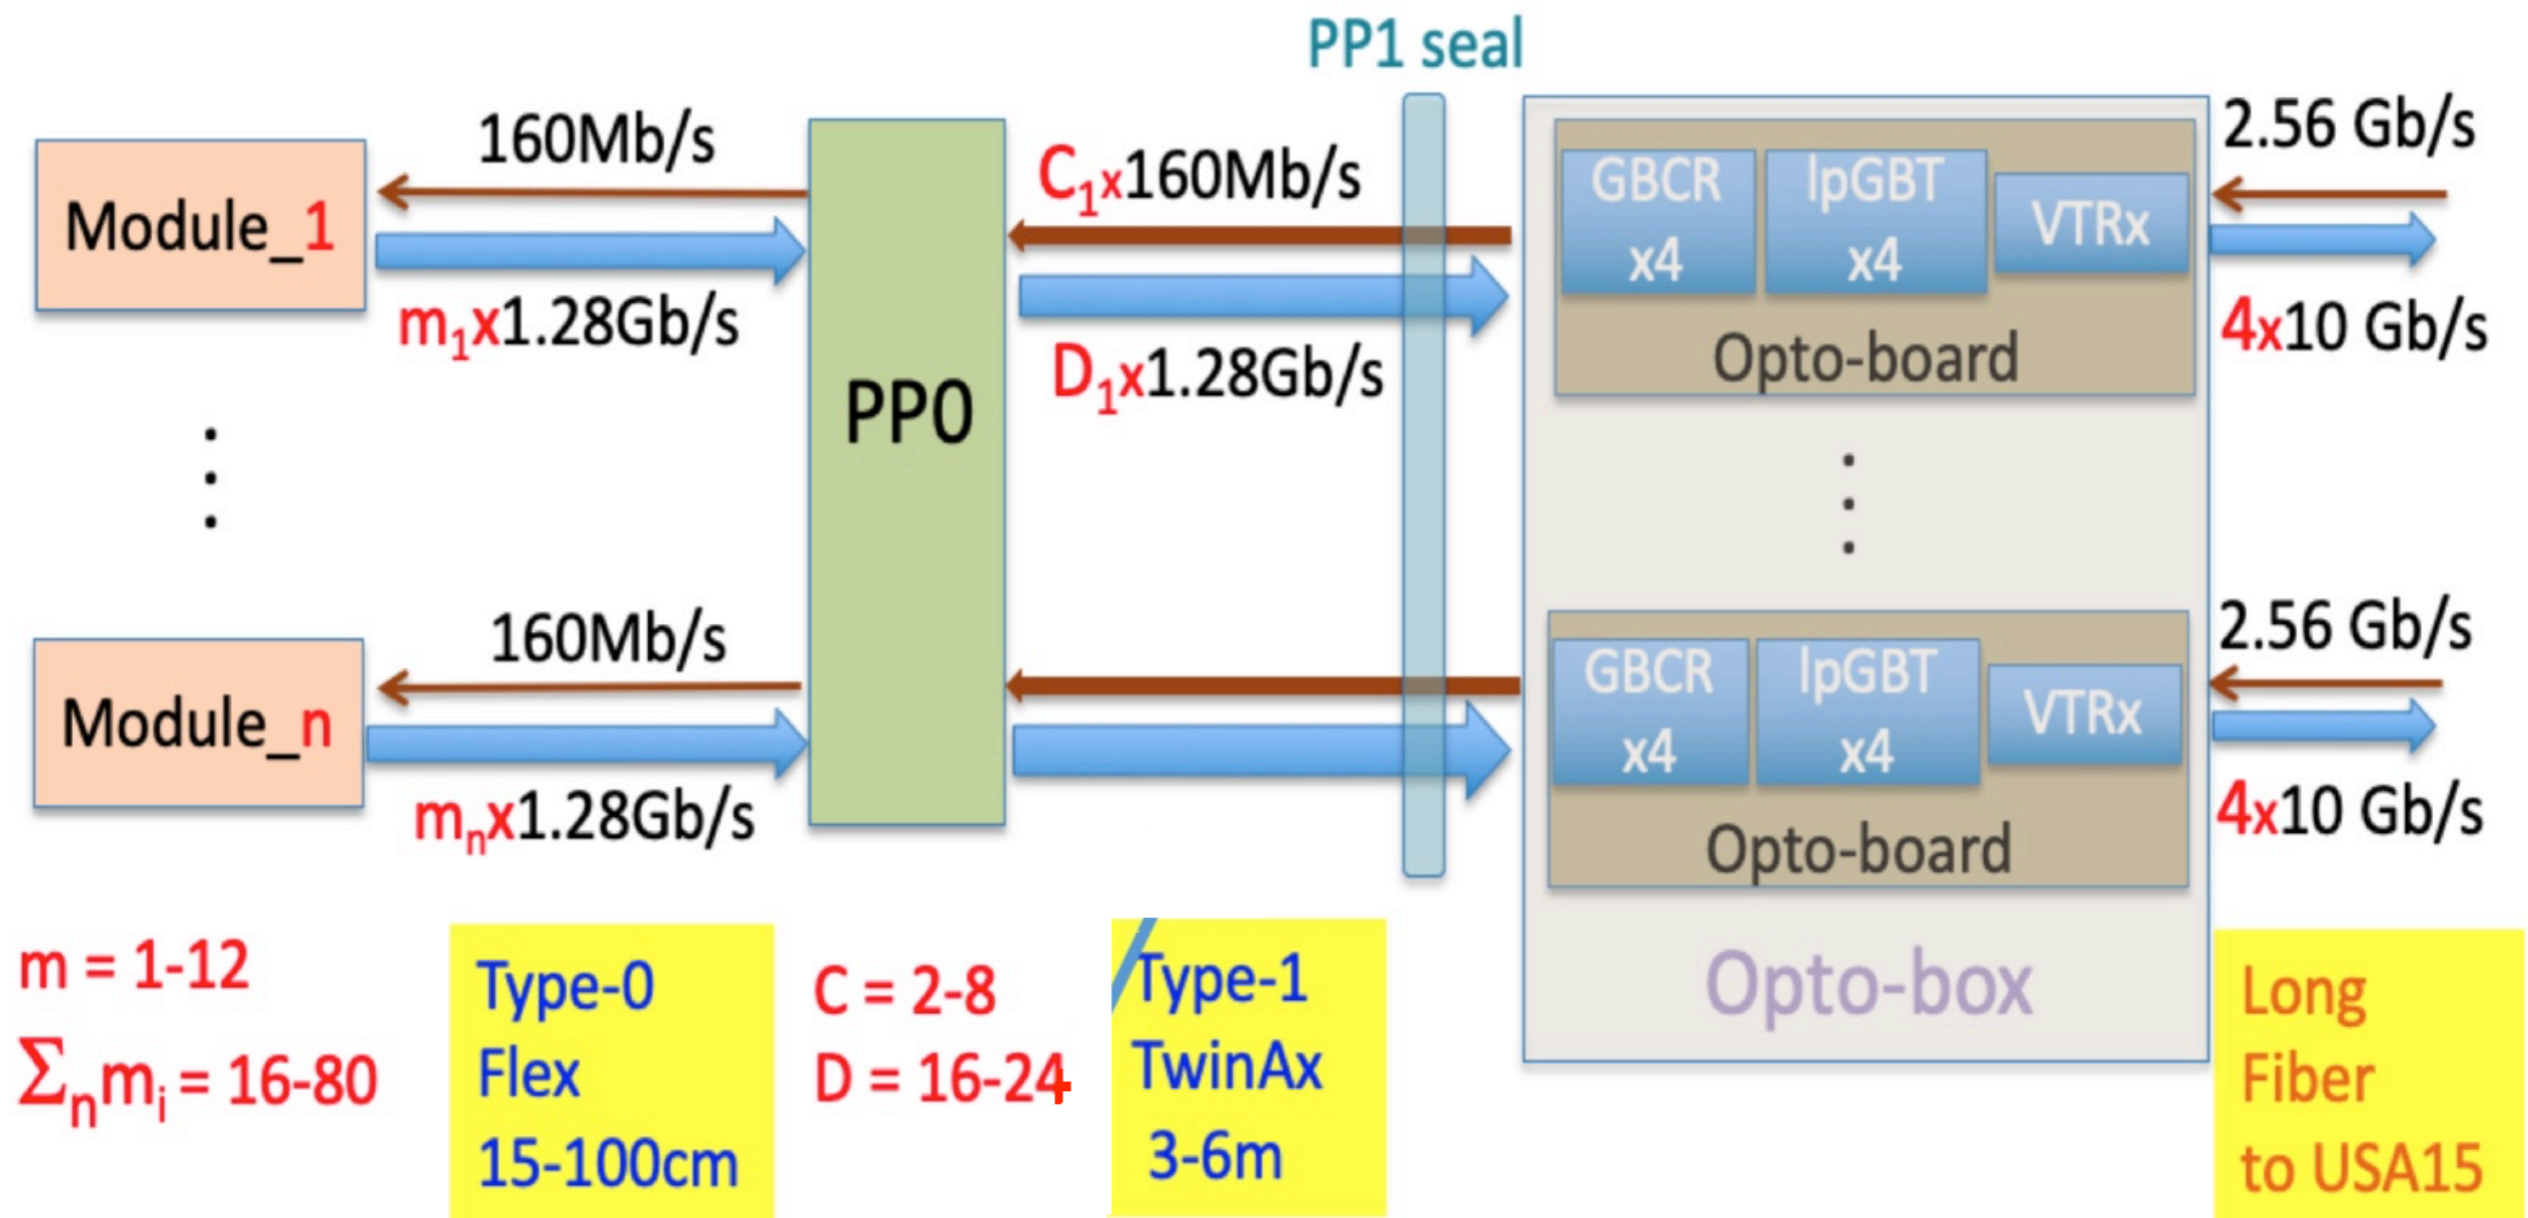 PP1 seal
Module_1
160Mb/s
m₁x1.28Gb/s
PP0
C₁x160Mb/s
D₁x1.28Gb/s
GBCR
x4
lpGBT
x4
VTRx
Opto-board
2.56 Gb/s
4x10 Gb/s
Module_n
160Mb/s
mₙx1.28Gb/s
GBCR
x4
lpGBT
x4
VTRx
Opto-board
2.56 Gb/s
4x10 Gb/s
Opto-box
m = 1-12
Σₙmᵢ = 16-80
Type-0
Flex
15-100cm
C = 2-8
D = 16-24+
Type-1
TwinAx
3-6m
Long
Fiber
to USA15